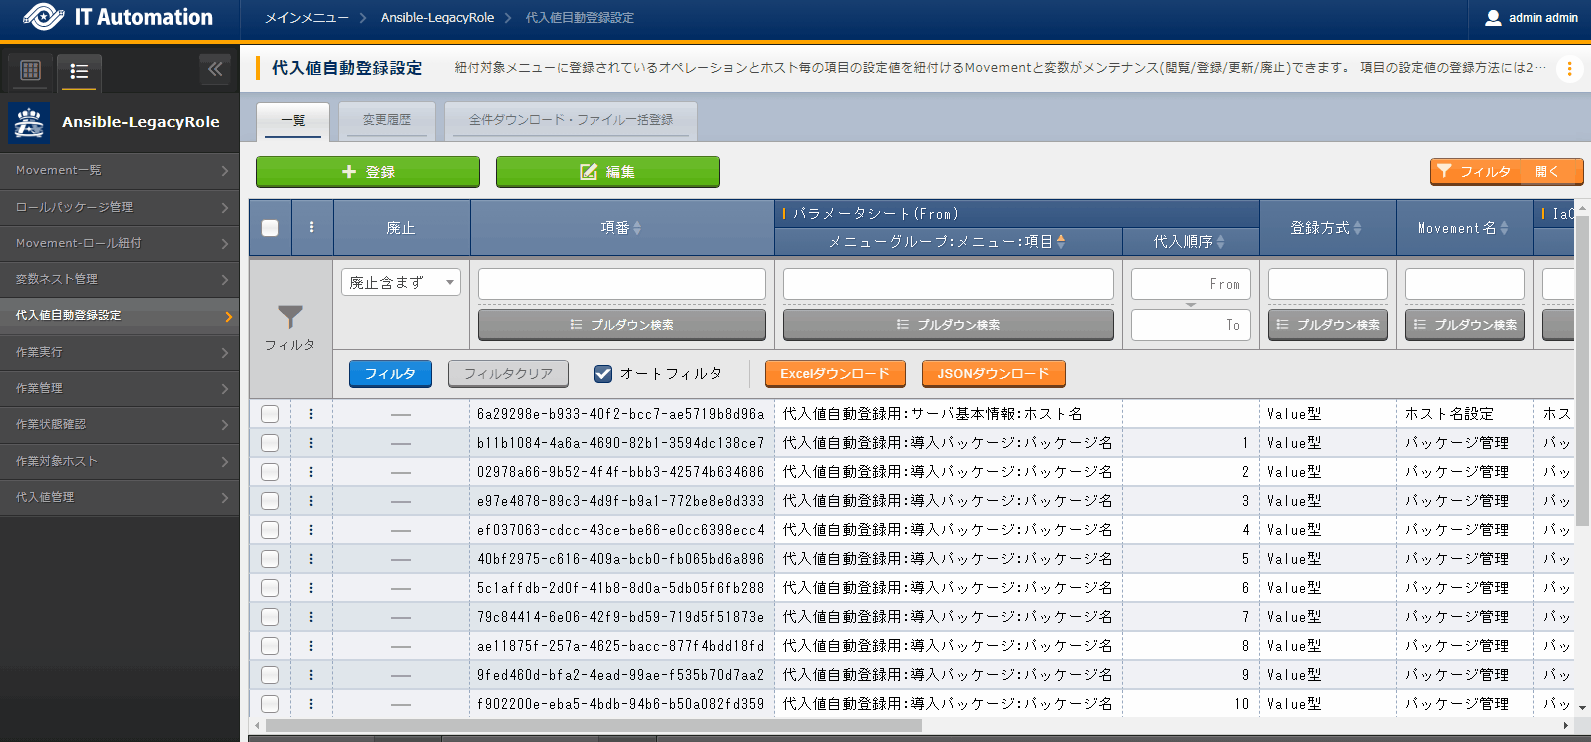 IT Automation
メインメニュー
Ansible-LegacyRole
代入値自動登録設定
admin admin
Ansible-LegacyRole
Movement一覧
ロールパッケージ管理
Movement-ロール紐付
変数ネスト管理
代入値自動登録設定
作業実行
作業管理
作業状態確認
作業対象ホスト
代入値管理
代入値自動登録設定
紐付対象メニューに登録されているオペレーションとホスト毎の項目の設定値を紐付けるMovementと変数がメンテナンス(閲覧/登録/更新/廃止)できます。 項目の設定値の登録方法には2…
一覧
変更履歴
全件ダウンロード・ファイル一括登録
登録
編集
フィルタ 開く
廃止
項番
パラメータシート(From)
メニューグループ:メニュー:項目
代入順序
登録方式
Movement名
IaC
フィルタ
廃止含まず
From
To
プルダウン検索
プルダウン検索
プルダウン検索
プルダウン検索
フィルタ
フィルタクリア
オートフィルタ
Excelダウンロード
JSONダウンロード
— 6a29298e-b933-40f2-bcc7-ae5719b8d96a 代入値自動登録用:サーバ基本情報:ホスト名 Value型 ホスト名設定 ホス
— b11b1084-4a6a-4690-82b1-3594dc138ce7 代入値自動登録用:導入パッケージ:パッケージ名 1 Value型 パッケージ管理 パッ
— 02978a66-9b52-4f4f-bbb3-42574b634686 代入値自動登録用:導入パッケージ:パッケージ名 2 Value型 パッケージ管理 パッ
— e97e4878-89c3-4d9f-b9a1-772be8e8d333 代入値自動登録用:導入パッケージ:パッケージ名 3 Value型 パッケージ管理 パッ
— ef037063-cdcc-43ce-be66-e0cc6398ecc4 代入値自動登録用:導入パッケージ:パッケージ名 4 Value型 パッケージ管理 パッ
— 40bf2975-c616-409a-bcb0-fb065bd6a896 代入値自動登録用:導入パッケージ:パッケージ名 5 Value型 パッケージ管理 パッ
— 5c1affdb-2d0f-41b8-8d0a-5db05f6fb288 代入値自動登録用:導入パッケージ:パッケージ名 6 Value型 パッケージ管理 パッ
— 79c84414-6e06-42f9-bd59-719d5f51873e 代入値自動登録用:導入パッケージ:パッケージ名 7 Value型 パッケージ管理 パッ
— ae11875f-257a-4625-bacc-877f4bdd18fd 代入値自動登録用:導入パッケージ:パッケージ名 8 Value型 パッケージ管理 パッ
— 9fed460d-bfa2-4ead-99ae-f535b70d7aa2 代入値自動登録用:導入パッケージ:パッケージ名 9 Value型 パッケージ管理 パッ
— f902200e-eba5-4bdb-94b6-b50a082fd359 代入値自動登録用:導入パッケージ:パッケージ名 10 Value型 パッケージ管理 パッ